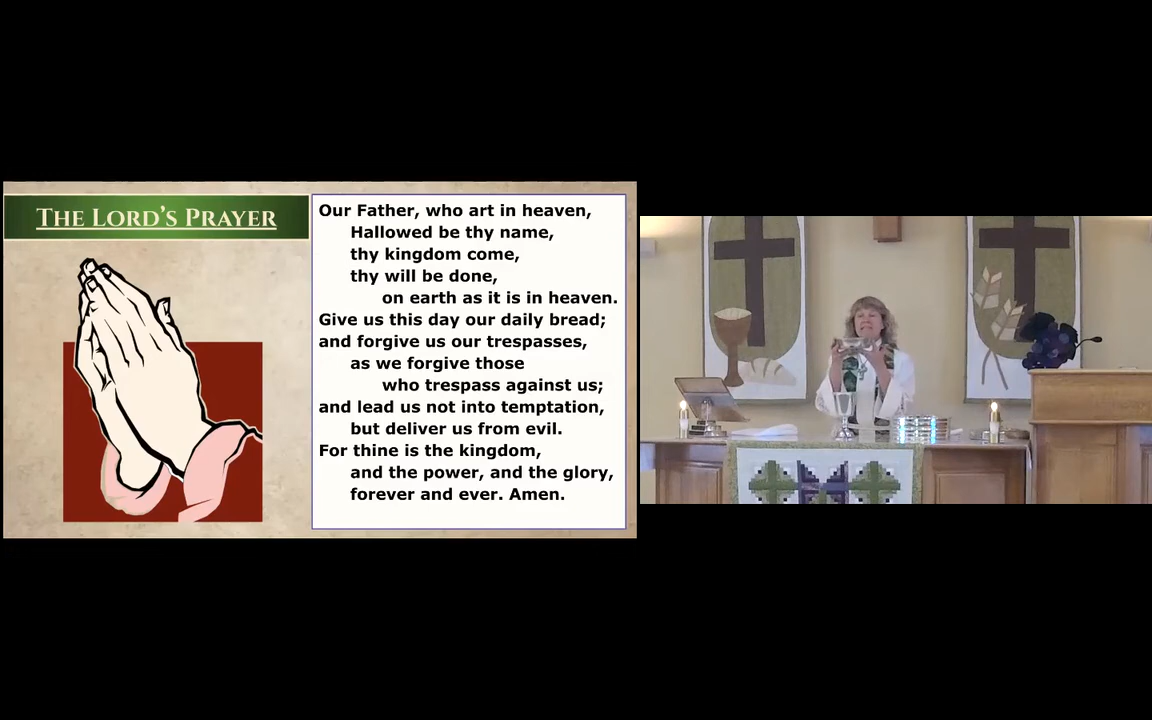 THE LORD'S PRAYER
Our Father, who art in heaven,
Hallowed be thy name,
thy kingdom come,
thy will be done,
on earth as it is in heaven.
Give us this day our daily bread;
and forgive us our trespasses,
as we forgive those
who trespass against us;
and lead us not into temptation,
but deliver us from evil.
For thine is the kingdom,
and the power, and the glory,
forever and ever. Amen.